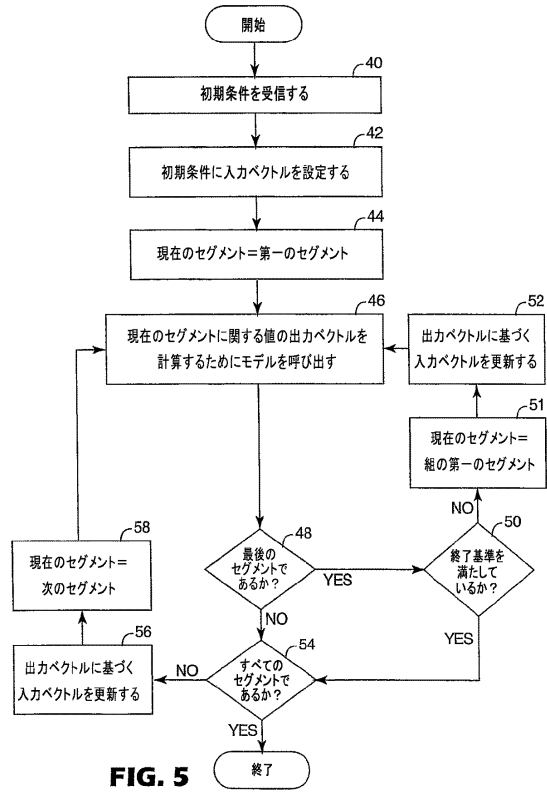 開始
40
初期条件を受信する
42
初期条件に入力ベクトルを設定する
44
現在のセグメント＝第一のセグメント
46
現在のセグメントに関する値の出力ベクトルを
計算するためにモデルを呼び出す
52
出力ベクトルに基づく
入力ベクトルを更新する
51
現在のセグメント＝
組の第一のセグメント
NO
50
終了基準を
満たして
いるか？
YES
48
最後の
セグメントで
あるか？
YES
NO
58
現在のセグメント＝
次のセグメント
56
出力ベクトルに基づく
入力ベクトルを更新する
NO
54
すべての
セグメントで
あるか？
YES
終了
FIG. 5